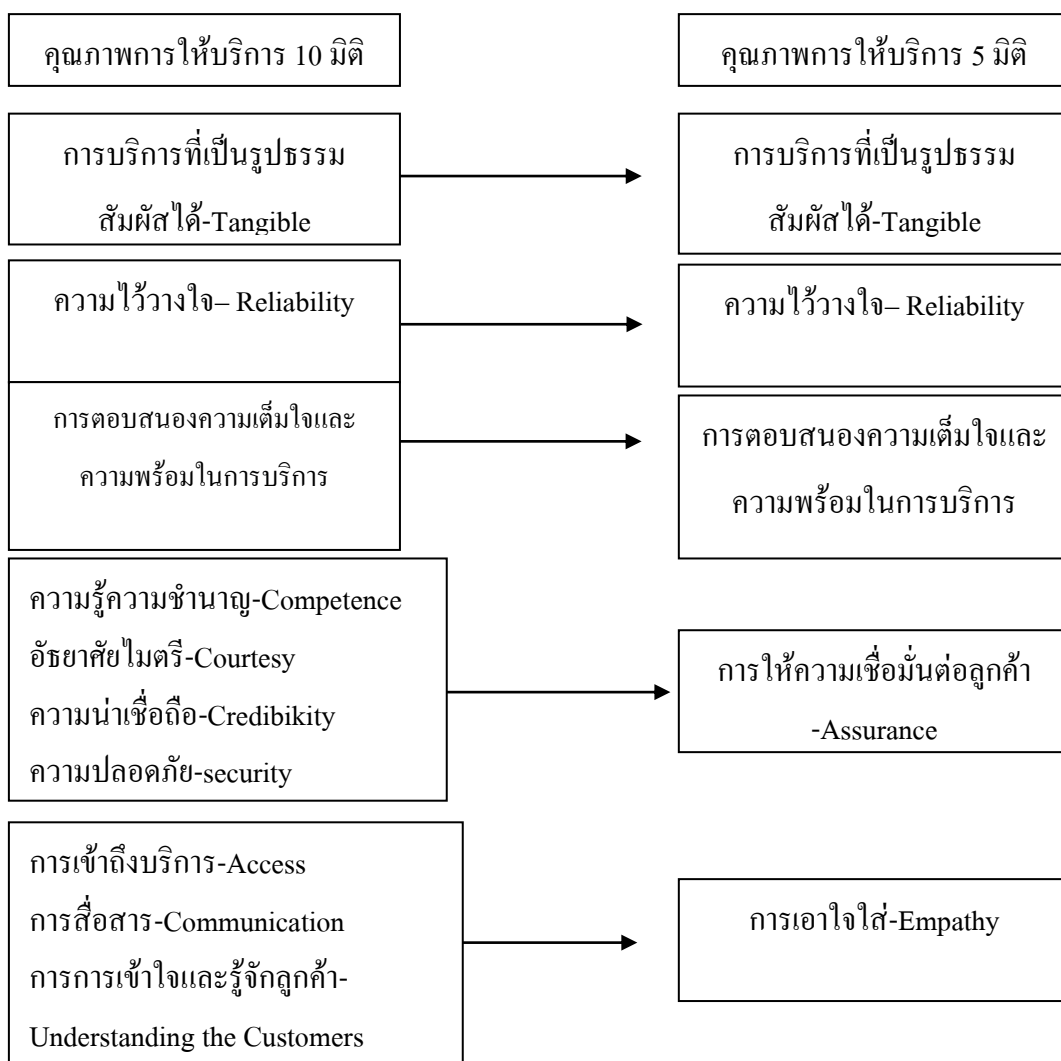 คุณภาพการให้บริการ 10 มิติ
คุณภาพการให้บริการ 5 มิติ
การบริการที่เป็นรูปธรรม
สัมผัสได้-Tangible
การบริการที่เป็นรูปธรรม
สัมผัสได้-Tangible
ความไว้วางใจ– Reliability
ความไว้วางใจ– Reliability
การตอบสนองความเต็มใจและ
ความพร้อมในการบริการ
การตอบสนองความเต็มใจและ
ความพร้อมในการบริการ
ความรู้ความชำนาญ-Competence
อัธยาศัยไมตรี-Courtesy
ความน่าเชื่อถือ-Credibikity
ความปลอดภัย-security
การให้ความเชื่อมั่นต่อลูกค้า
-Assurance
การเข้าถึงบริการ-Access
การสื่อสาร-Communication
การการเข้าใจและรู้จักลูกค้า-
Understanding the Customers
การเอาใจใส่-Empathy